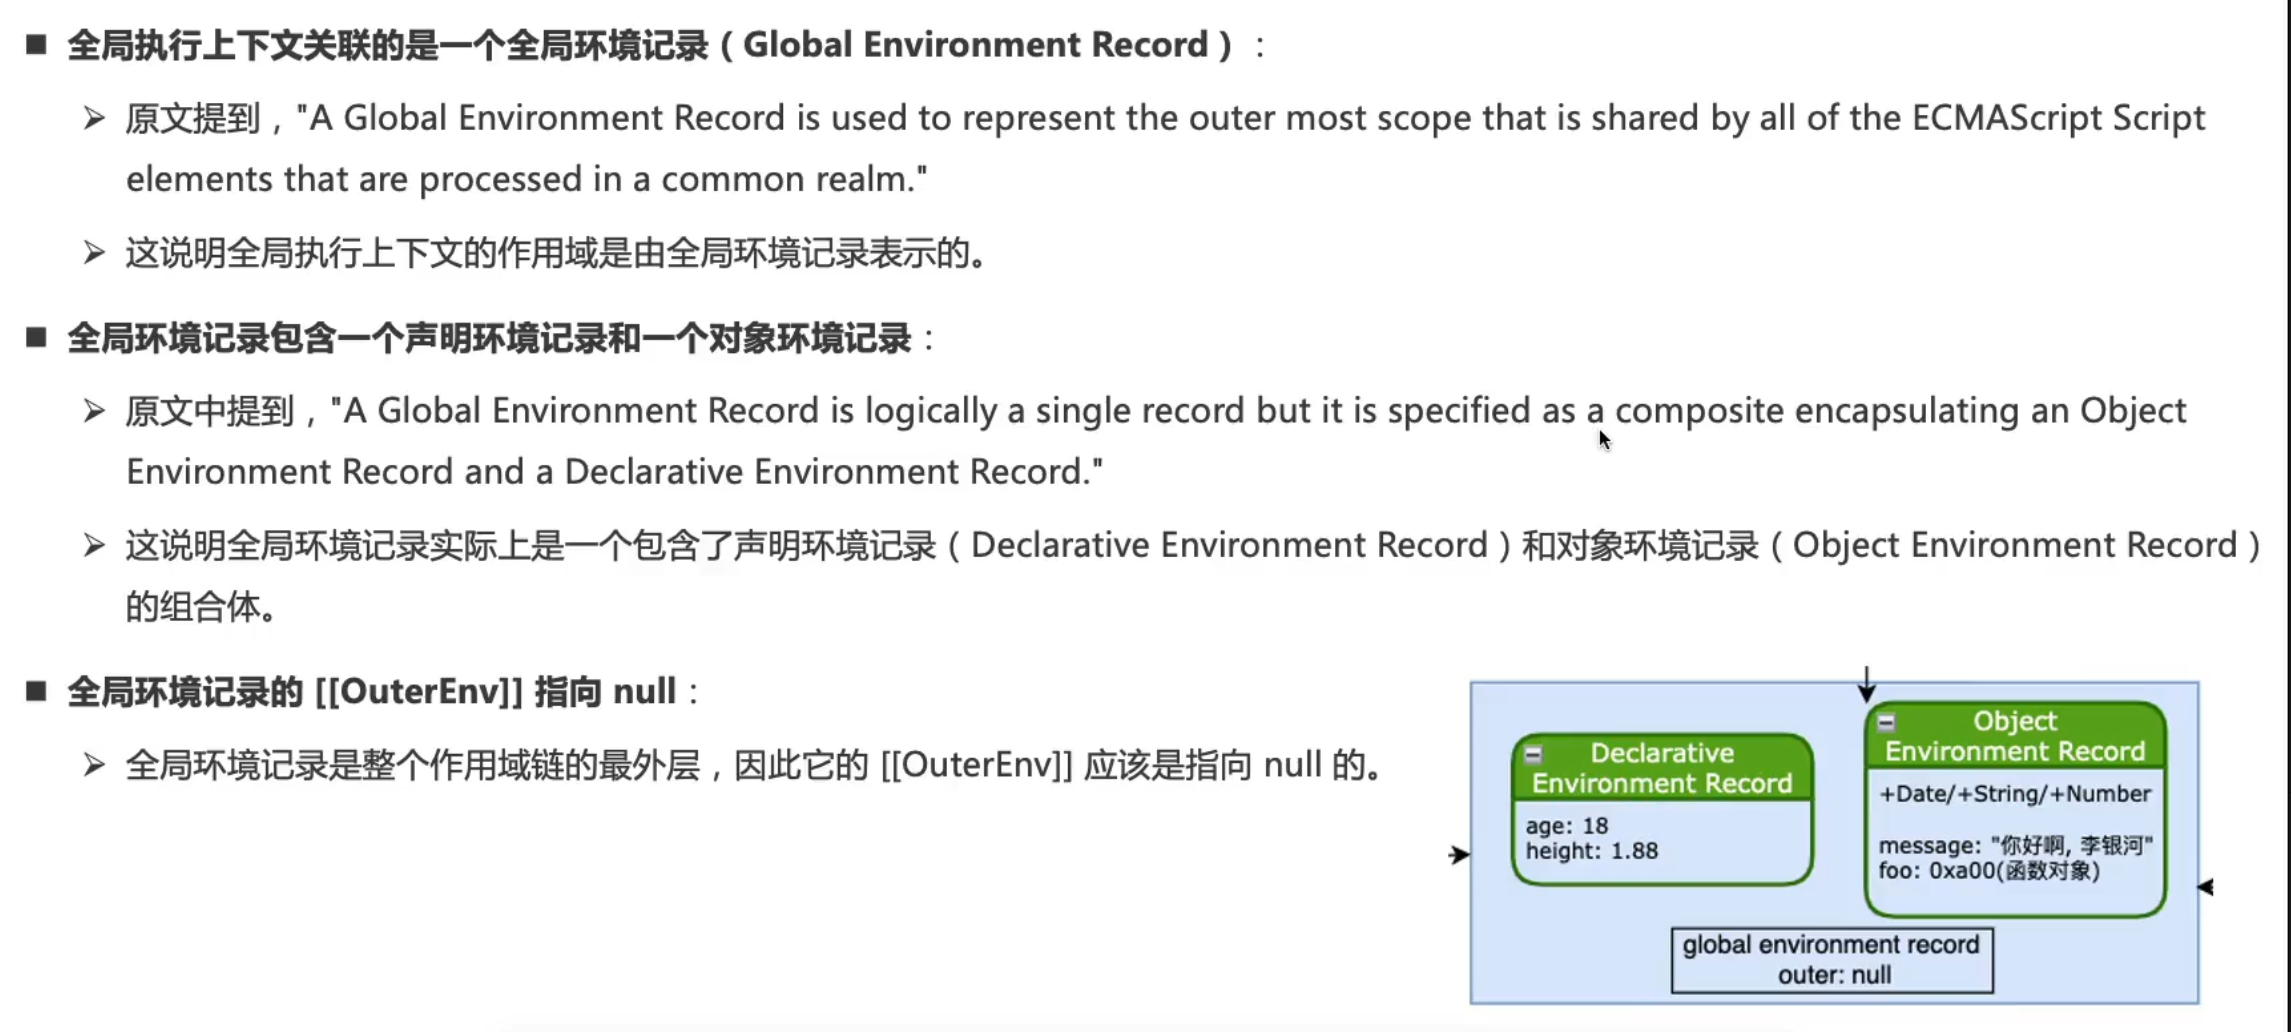 ■ 全局执行上下文关联的是一个全局环境记录（Global Environment Record）：
➢ 原文提到，"A Global Environment Record is used to represent the outer most scope that is shared by all of the ECMAScript Script
elements that are processed in a common realm."
➢ 这说明全局执行上下文的作用域是由全局环境记录表示的。
■ 全局环境记录包含一个声明环境记录和一个对象环境记录：
➢ 原文中提到，"A Global Environment Record is logically a single record but it is specified as a composite encapsulating an Object
Environment Record and a Declarative Environment Record."
➢ 这说明全局环境记录实际上是一个包含了声明环境记录（Declarative Environment Record）和对象环境记录（Object Environment Record）
的组合体。
■ 全局环境记录的 [[OuterEnv]] 指向 null：
➢ 全局环境记录是整个作用域链的最外层，因此它的 [[OuterEnv]] 应该是指向 null 的。
Declarative
Environment Record
age: 18
height: 1.88
Object
Environment Record
+Date/+String/+Number
message: "你好啊, 李银河"
foo: 0xa00(函数对象)
global environment record
outer: null